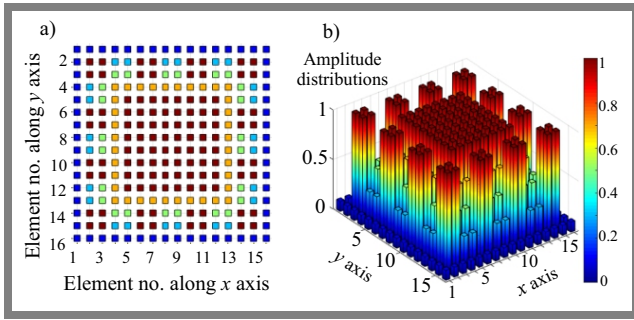 a)
Element no. along y axis
2
4
6
8
10
12
14
16
1 3 5 7 9 11 13 15
Element no. along x axis
b)
Amplitude
distributions
1
0.5
0
5
10
15
y axis
1
5
10
15
x axis
1
0.8
0.6
0.4
0.2
0